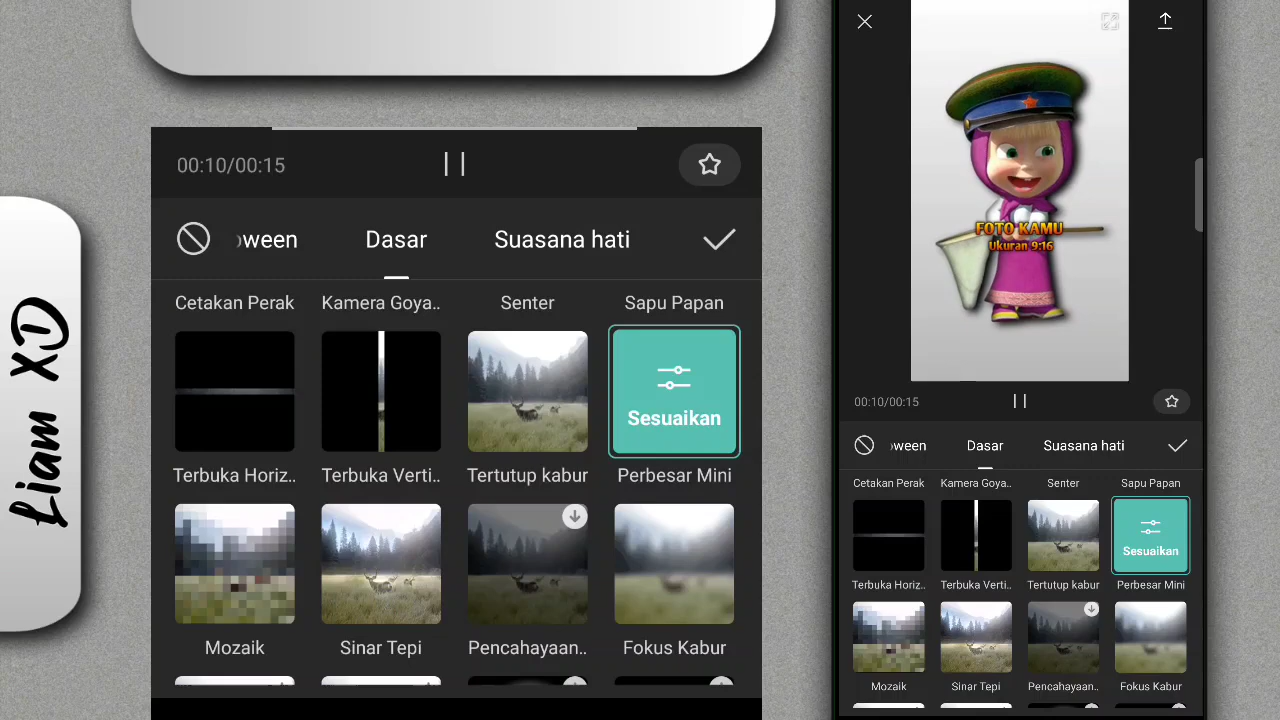 Liam XD
00:10/00:15
ween Dasar Suasana hati
Cetakan Perak Kamera Goya.. Senter Sapu Papan
Sesuaikan
Terbuka Horiz.. Terbuka Verti.. Tertutup kabur Perbesar Mini
Mozaik Sinar Tepi Pencahayaan.. Fokus Kabur
FOTO KAMU
Ukuran 9:16
00:10/00:15
ween Dasar Suasana hati
Cetakan Perak Kamera Goya.. Senter Sapu Papan
Sesuaikan
Terbuka Horiz.. Terbuka Verti.. Tertutup kabur Perbesar Mini
Mozaik Sinar Tepi Pencahayaan.. Fokus Kabur